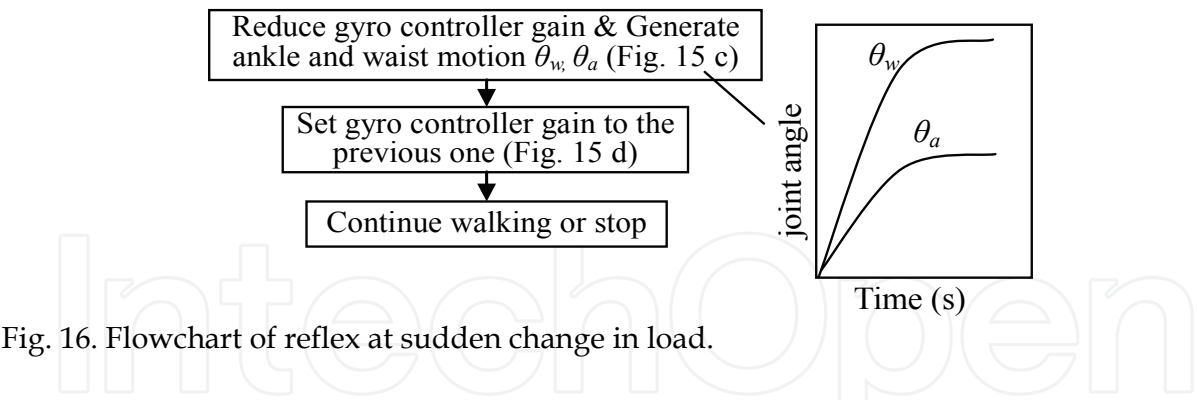 Reduce gyro controller gain & Generate
ankle and waist motion θw, θa (Fig. 15 c)
Set gyro controller gain to the
previous one (Fig. 15 d)
Continue walking or stop
θw
θa
joint angle
Time (s)
Fig. 16. Flowchart of reflex at sudden change in load.
IntechOpen